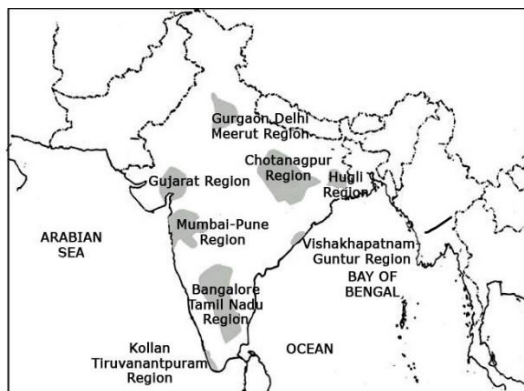 Gurgaon Delhi
Meerut Region
Chotanagpur
Region
Hugli
Region
Gujarat Region
Mumbai-Pune
Region
ARABIAN
SEA
Vishakhapatnam
Guntur Region
BAY OF
BENGAL
Bangalore
Tamil Nadu
Region
Kollan
Tiruvanantpuram
Region
OCEAN